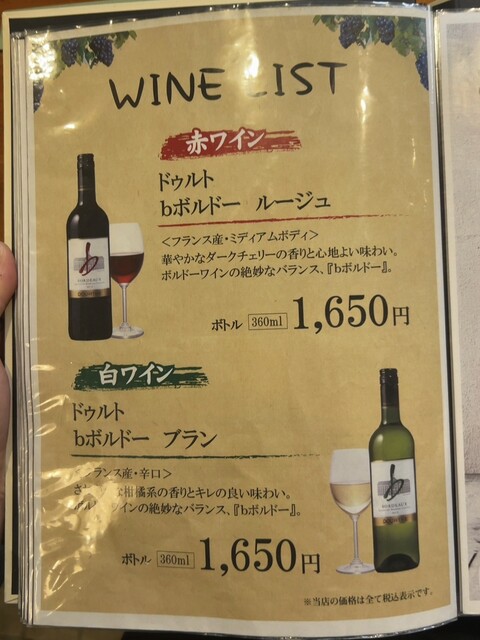 WINE LIST
赤ワイン
ドゥルト
bボルドー ルージュ
<フランス産・ミディアムボディ>
華やかなダークチェリーの香りと心地よい味わい。
ボルドーワインの絶妙なバランス、『bボルドー』。
ボトル 360ml 1,650円
白ワイン
ドゥルト
bボルドー ブラン
ランス産・辛口>
さ な柑橘系の香りとキレの良い味わい。
ルドーワインの絶妙なバランス、『bボルドー』。
ボトル 360ml 1,650円
※当店の価格は全て税込表示です。
b
BORDEAUX
b
BORDEAUX